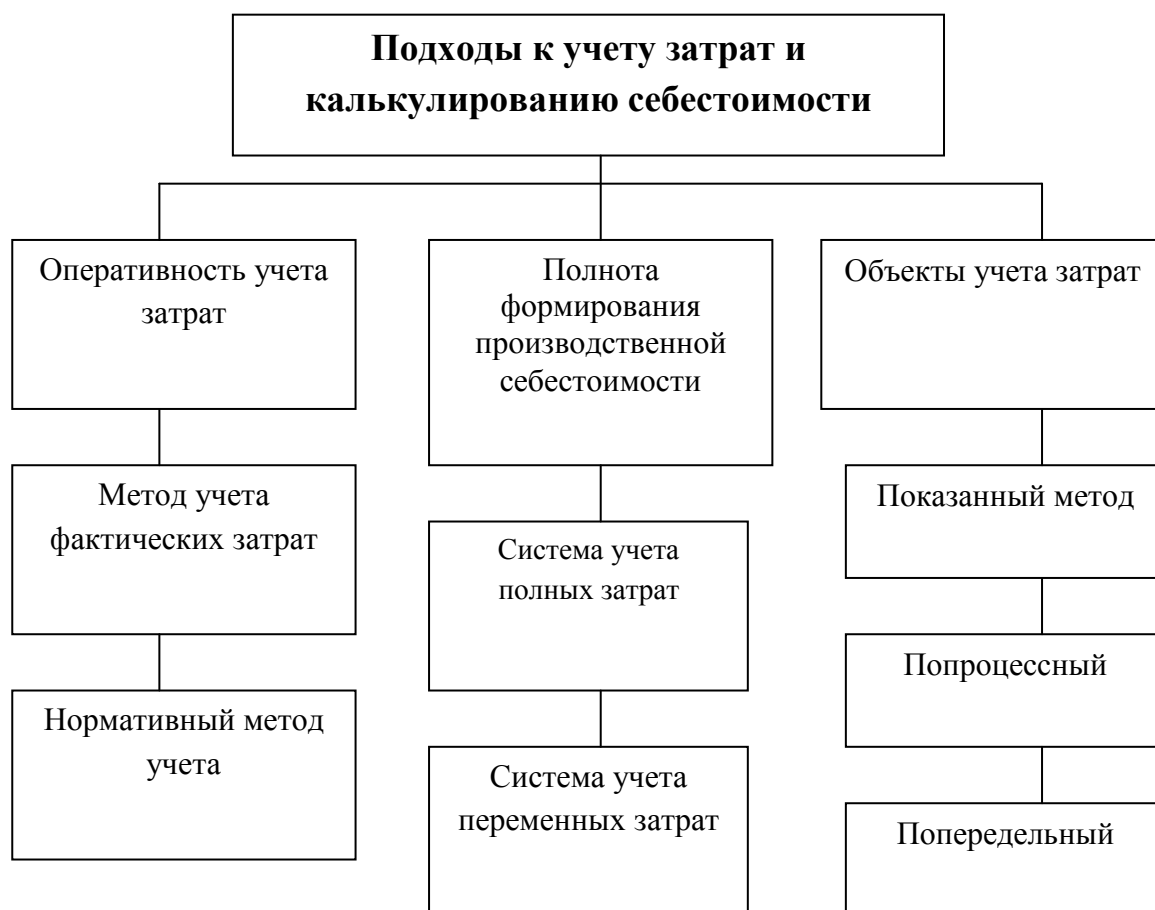 Подходы к учету затрат и
калькулированию себестоимости
Оперативность учета
затрат
Метод учета
фактических затрат
Нормативный метод
учета
Полнота
формирования
производственной
себестоимости
Система учета
полных затрат
Система учета
переменных затрат
Объекты учета затрат
Показанный метод
Попроцессный
Попередельный